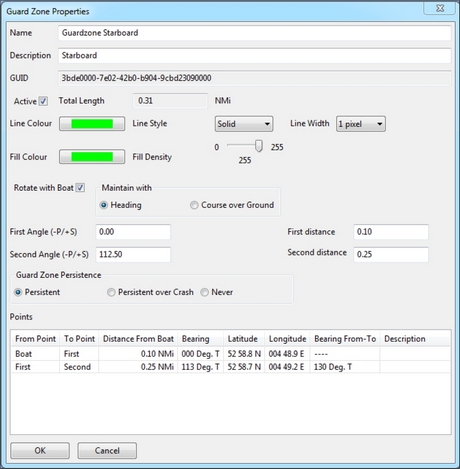 Guard Zone Properties
Name Guardzone Starboard
Description Starboard
GUID 3bde0000-7e02-42b0-b904-9cbd23090000
Active Total Length 0.31 NMi
Line Colour Line Style Solid Line Width 1 pixel
Fill Colour Fill Density 0 255
255
Rotate with Boat Maintain with
Heading Course over Ground
First Angle (-P/+S) 0.00 First distance 0.10
Second Angle (-P/+S) 112.50 Second distance 0.25
Guard Zone Persistence
Persistent Persistent over Crash Never
Points
From Point To Point Distance From Boat Bearing Latitude Longitude Bearing From-To Description
Boat First 0.10 NMi 000 Deg. T 52 58.8 N 004 48.9 E ----
First Second 0.25 NMi 113 Deg. T 52 58.7 N 004 49.2 E 130 Deg. T
OK Cancel